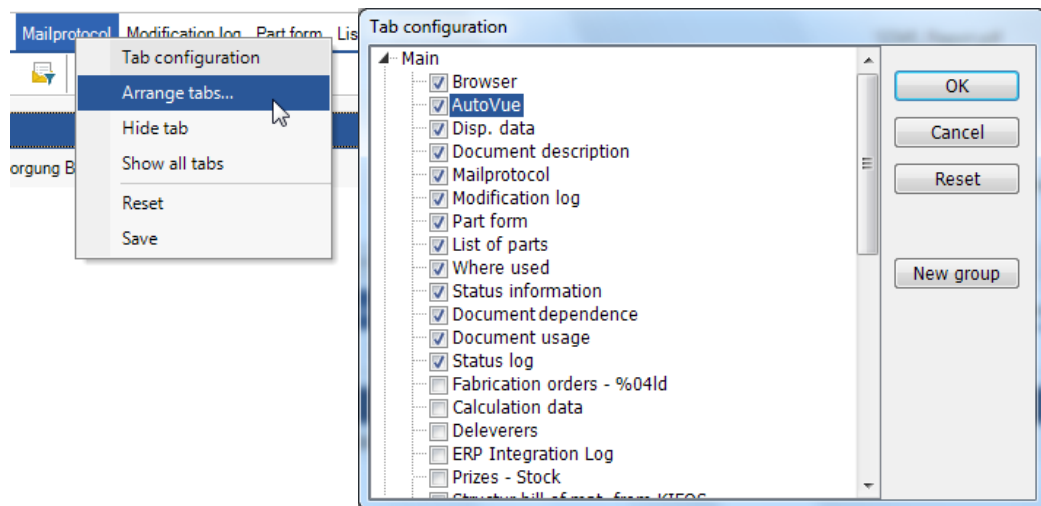 Mailprotocol Modification log Part form Lis
Tab configuration
Arrange tabs...
Hide tab
Show all tabs
Reset
Save
orgung B
Tab configuration
Main
Browser
AutoVue
Disp. data
Document description
Mailprotocol
Modification log
Part form
List of parts
Where used
Status information
Document dependence
Document usage
Status log
Fabrication orders - %04ld
Calculation data
Deleverers
ERP Integration Log
Prizes - Stock
OK
Cancel
Reset
New group